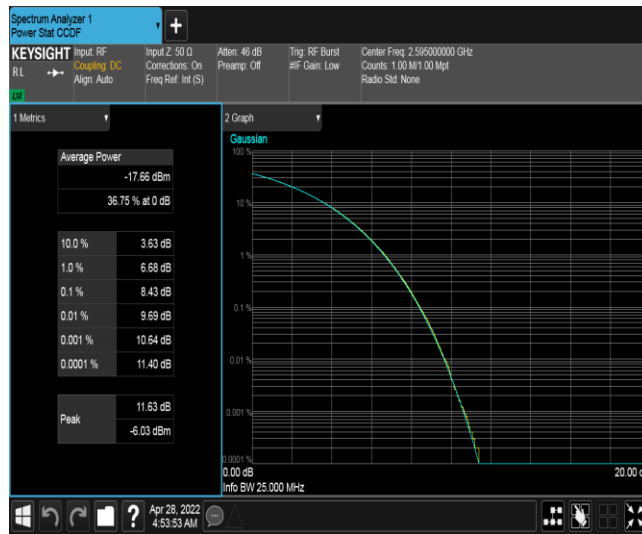 Spectrum Analyzer 1
Power Stat CCDF
+
KEYSIGHT
RL
Input: RF
Coupling: DC
Align: Auto
Input Z: 50 Ω
Corrections: On
Freq Ref: Int (S)
Atten: 46 dB
Preamp: Off
Trig: RF Burst
#IF Gain: Low
Center Freq: 2.595000000 GHz
Counts: 1.00 M/1.00 Mpt
Radio Std: None
1 Metrics
Average Power
-17.66 dBm
36.75 % at 0 dB
10.0 % 3.63 dB
1.0 % 6.68 dB
0.1 % 8.43 dB
0.01 % 9.69 dB
0.001 % 10.64 dB
0.0001 % 11.40 dB
Peak
11.63 dB
-6.03 dBm
2 Graph
Gaussian
100 %
10 %
1 %
0.1 %
0.01 %
0.001 %
0.0001 %
0.00 dB
20.00
Info BW 25.000 MHz
?
Apr 28, 2022
4:53:53 AM